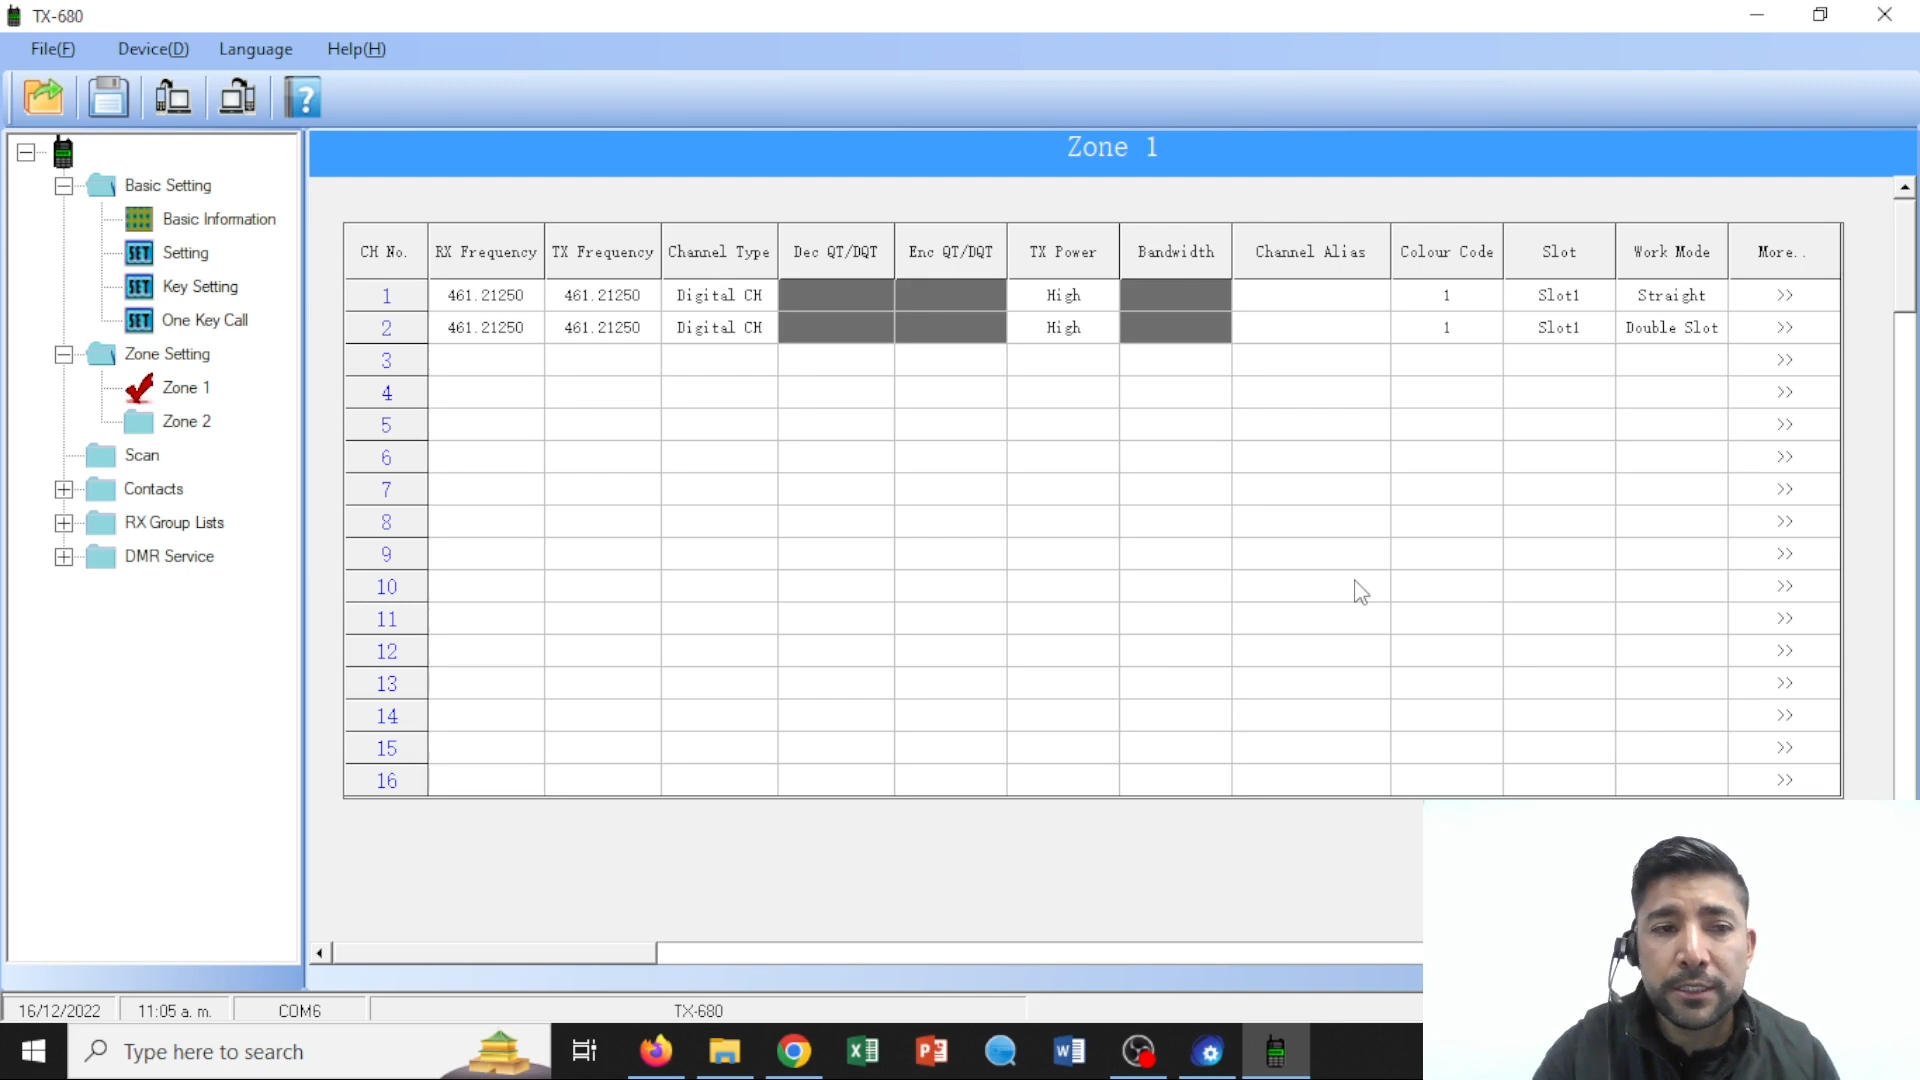 TX-680
File(F) Device(D) Language Help(H)
Basic Setting
Basic Information
SET Setting
SET Key Setting
SET One Key Call
Zone Setting
Zone 1
Zone 2
Scan
Contacts
RX Group Lists
DMR Service
Zone 1
CH No. RX Frequency TX Frequency Channel Type Dec QT/DQT Enc QT/DQT TX Power Bandwidth Channel Alias Colour Code Slot Work Mode More..
1 461.21250 461.21250 Digital CH High 1 Slot1 Straight >>
2 461.21250 461.21250 Digital CH High 1 Slot1 Double Slot >>
3 >>
4 >>
5 >>
6 >>
7 >>
8 >>
9 >>
10 >>
11 >>
12 >>
13 >>
14 >>
15 >>
16 >>
16/12/2022 11:05 a. m. COM6 TX-680
Type here to search